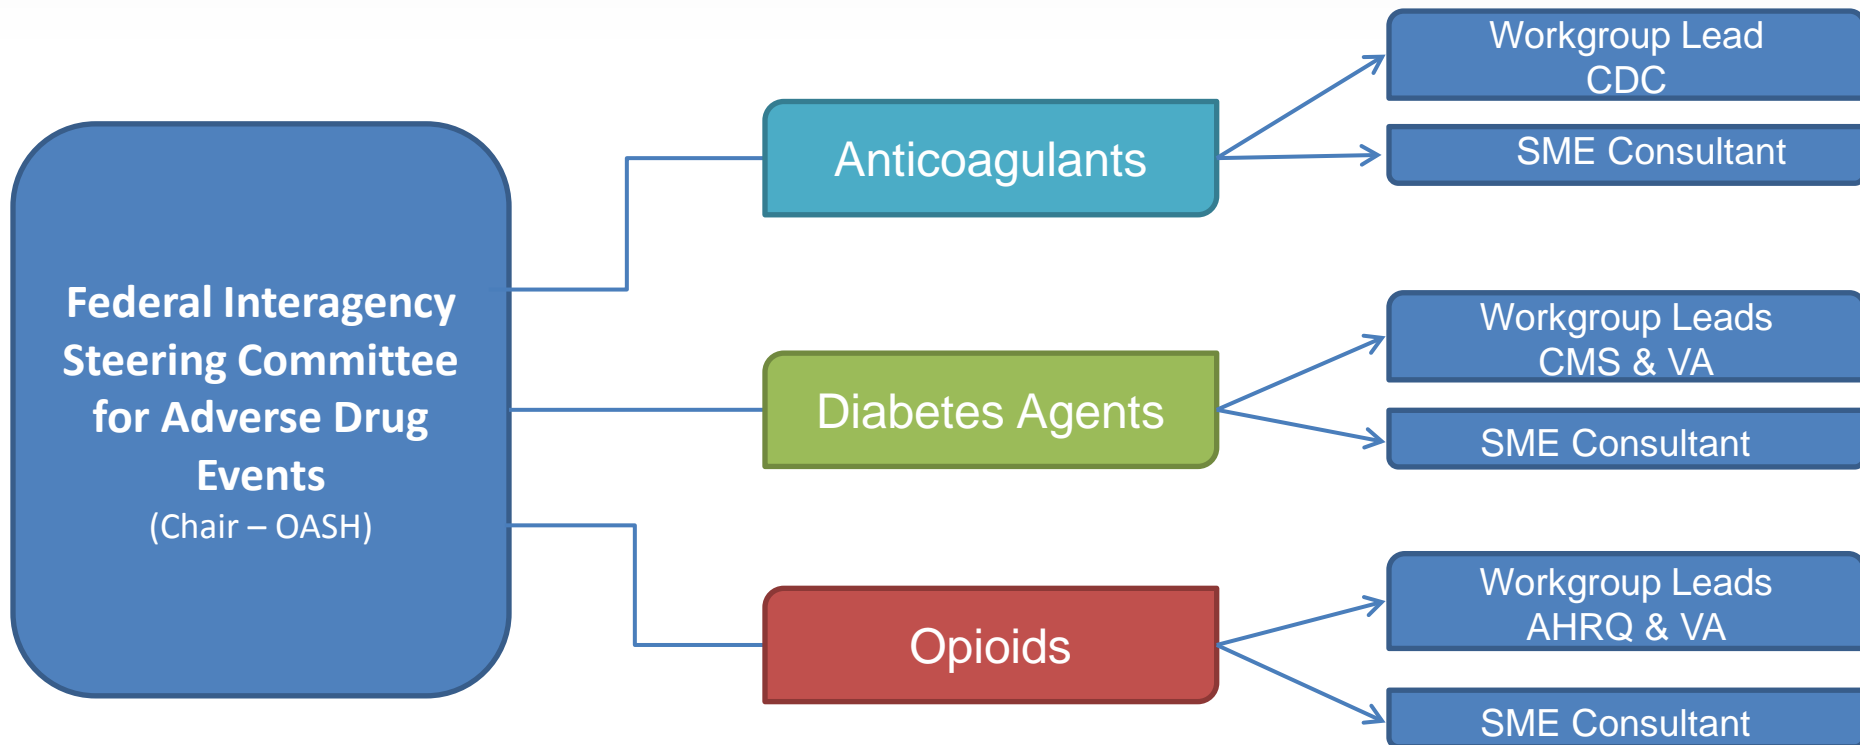 Federal Interagency
Steering Committee
for Adverse Drug
Events
(Chair – OASH)
Anticoagulants
Workgroup Lead
CDC
SME Consultant
Diabetes Agents
Workgroup Leads
CMS & VA
SME Consultant
Opioids
Workgroup Leads
AHRQ & VA
SME Consultant